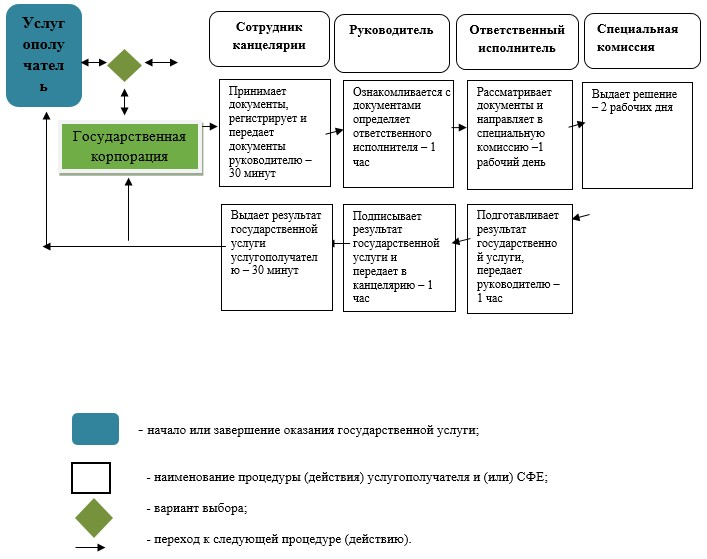 Услуг
ополу
чател
ь
Сотрудник
канцелярии
Руководитель
Ответственный
исполнитель
Специальная
комиссия
Государственная
корпорация
Принимает
документы,
регистрирует и
передает
документы
руководителю –
30 минут
Ознакомливается с
документами
определяет
ответственного
исполнителя – 1
час
Рассматривает
документы и
направляет в
специальную
комиссию –1
рабочий день
Выдает решение
– 2 рабочих дня
Выдает результат
государственной
услуги
услугополучател
ю – 30 минут
Подписывает
результат
государственной
услуги и
передает в
канцелярию – 1
час
Подготавливает
результат
государственно
й услуги,
передает
руководителю –
1 час
- начало или завершение оказания государственной услуги;
- наименование процедуры (действия) услугополучателя и (или) СФЕ;
- вариант выбора;
- переход к следующей процедуре (действию).